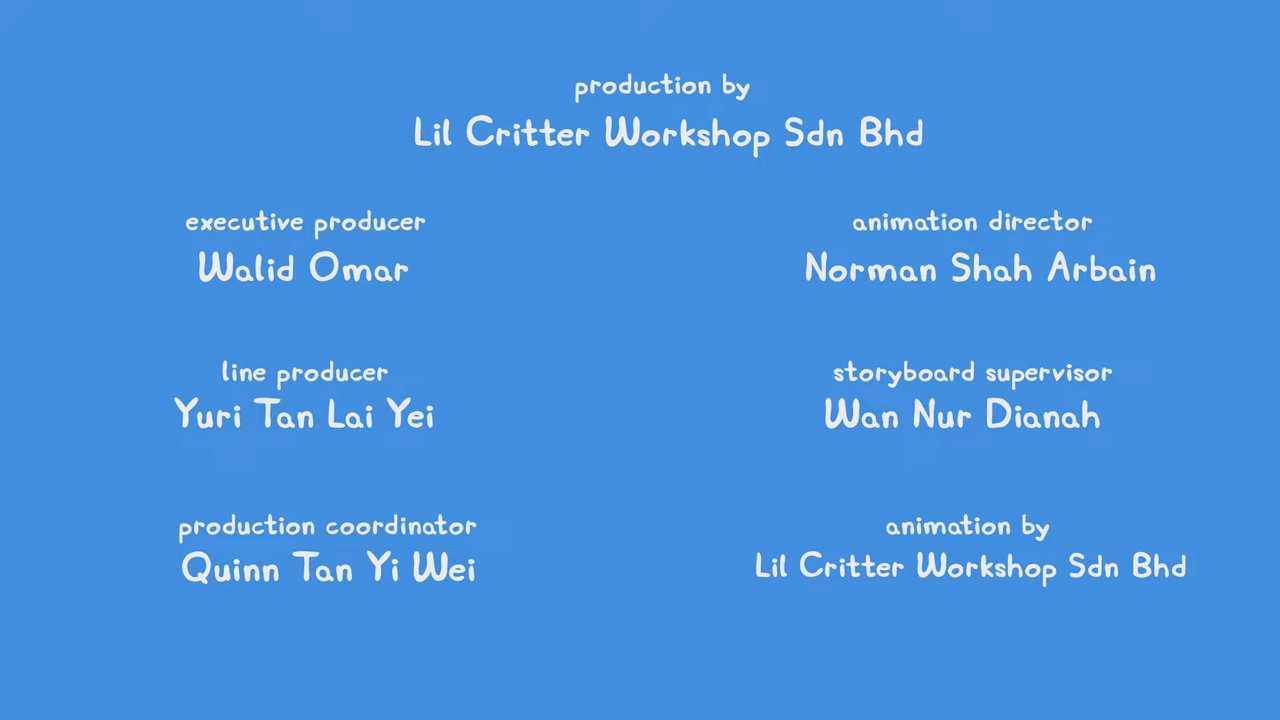 production by
Lil Critter Workshop Sdn Bhd
executive producer
Walid Omar
animation director
Norman Shah Arbain
line producer
Yuri Tan Lai Yei
storyboard supervisor
Wan Nur Dianah
production coordinator
Quinn Tan Yi Wei
animation by
Lil Critter Workshop Sdn Bhd